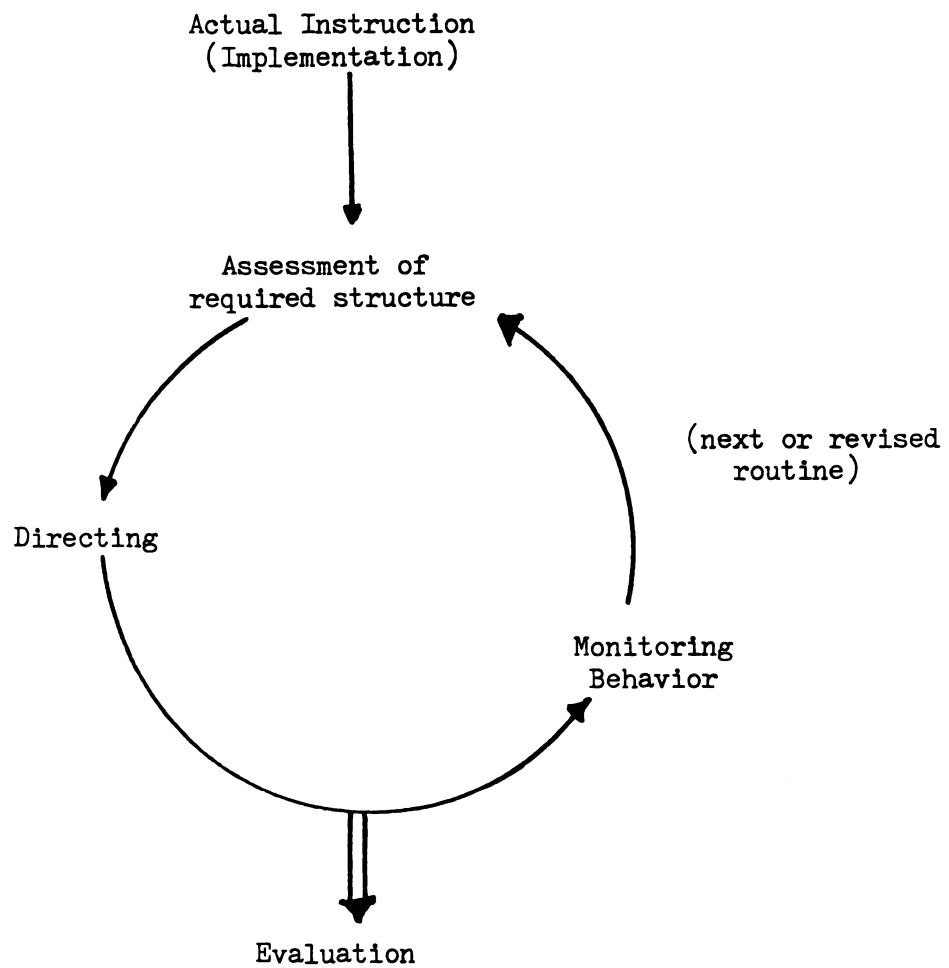 Actual Instruction
(Implementation)
Assessment of
required structure
(next or revised
routine)
Directing
Monitoring
Behavior
Evaluation